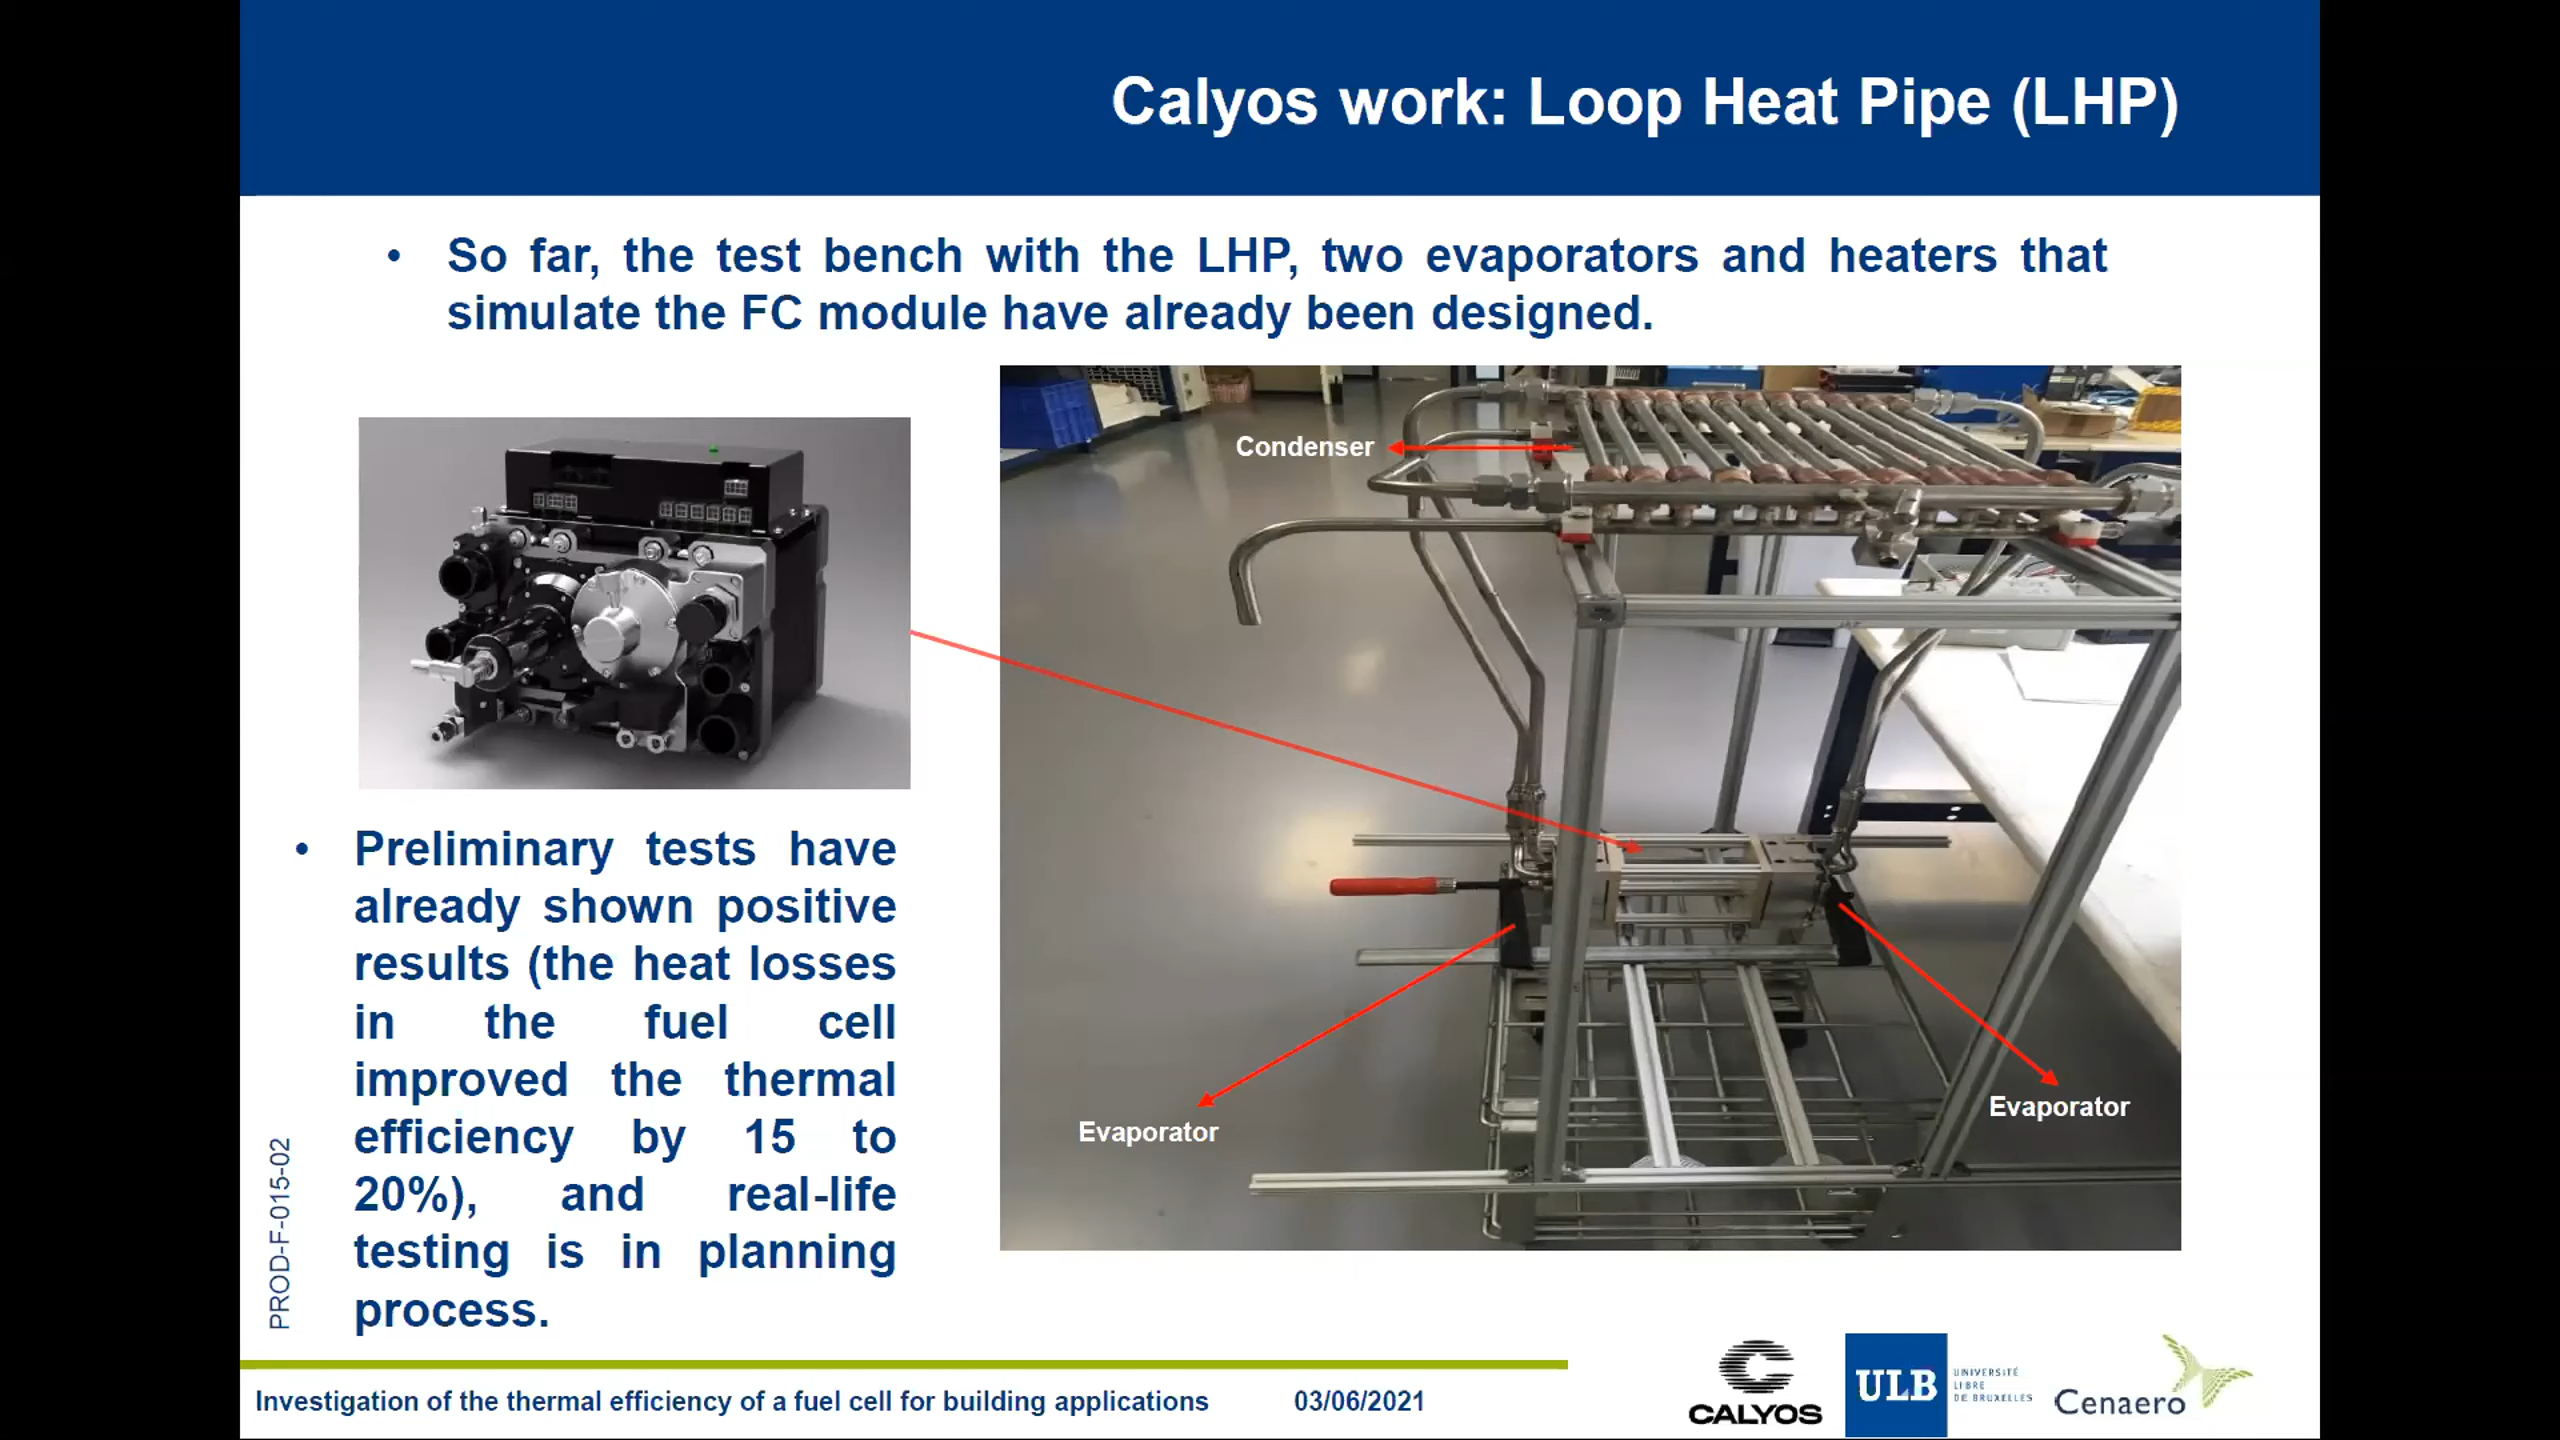 Calyos work: Loop Heat Pipe (LHP)
• So far, the test bench with the LHP, two evaporators and heaters that
simulate the FC module have already been designed.
Condenser
Evaporator
Evaporator
• Preliminary tests have
already shown positive
results (the heat losses
in the fuel cell
improved the thermal
efficiency by 15 to
20%), and real-life
testing is in planning
process.
PROD-F-015-02
Investigation of the thermal efficiency of a fuel cell for building applications 03/06/2021
CALYOS
ULB
UNIVERSITÉ
LIBRE
DE BRUXELLES
Cenaero